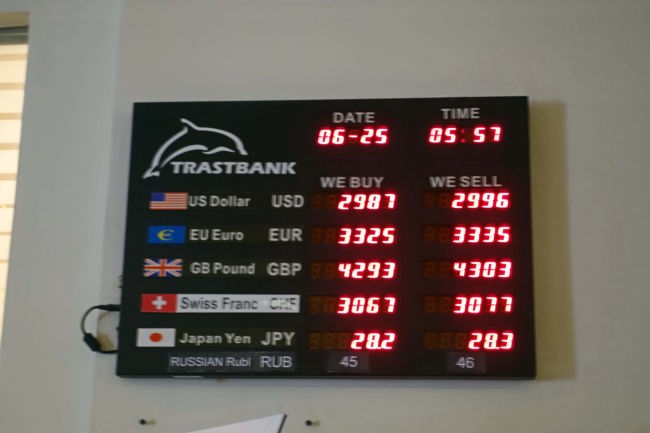 DATE TIME
06-25 05:57
TRASTBANK
WE BUY WE SELL
US Dollar USD 2987 2996
EU Euro EUR 3325 3335
GB Pound GBP 4293 4303
Swiss Franc CHF 3067 3077
Japan Yen JPY 28.2 28.3
RUSSIAN Rubl RUB 45 46